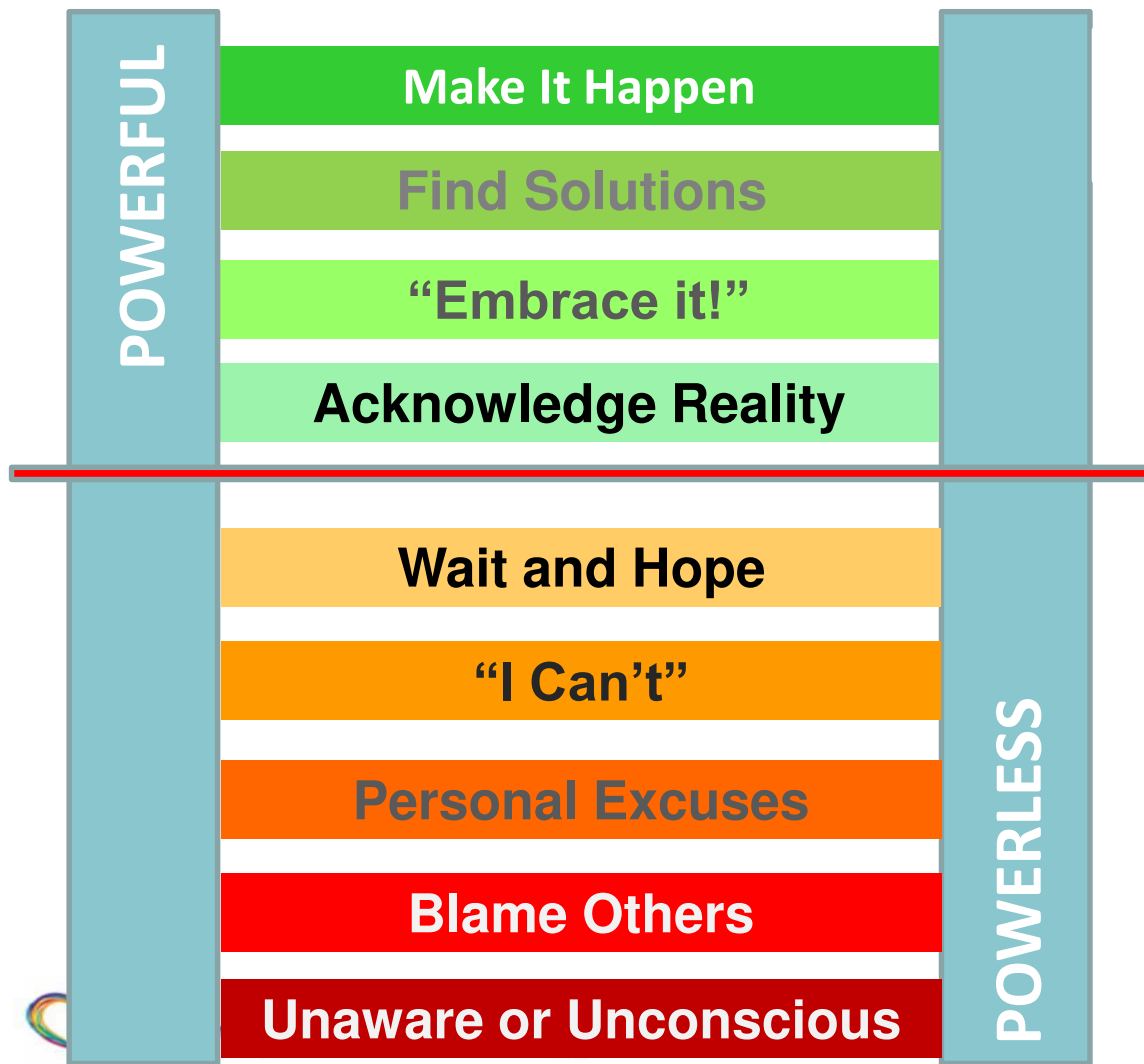 POWERFUL
Make It Happen
Find Solutions
“Embrace it!”
Acknowledge Reality
Wait and Hope
“I Can’t”
Personal Excuses
Blame Others
Unaware or Unconscious
POWERLESS